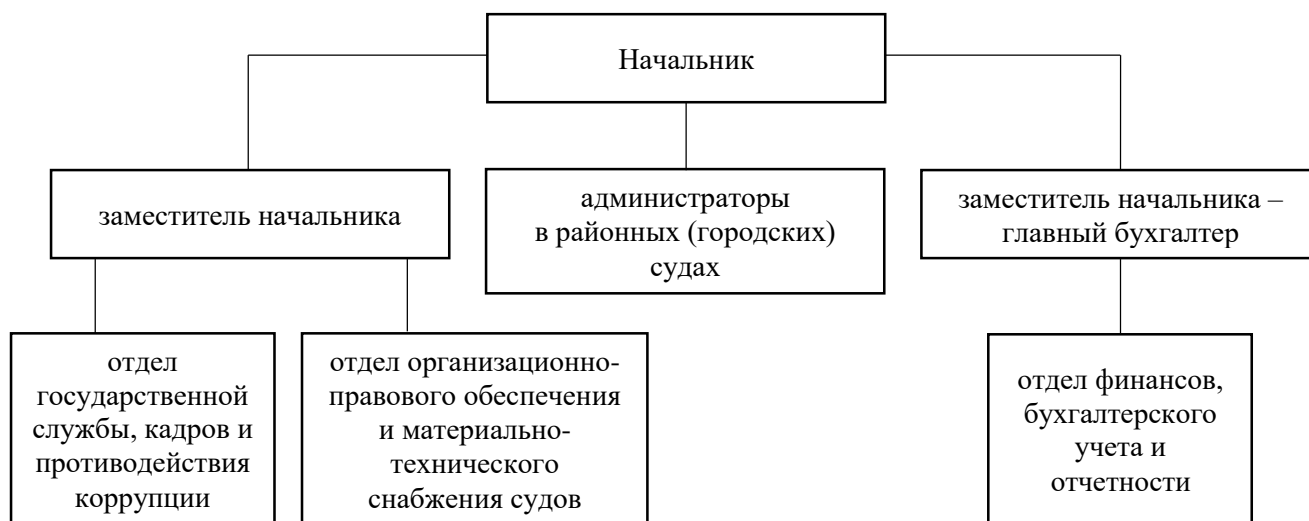 Начальник
заместитель начальника
администраторы
в районных (городских)
судах
заместитель начальника –
главный бухгалтер
отдел
государственной
службы, кадров и
противодействия
коррупции
отдел организационно-
правового обеспечения
и материально-
технического
снабжения судов
отдел финансов,
бухгалтерского
учета и
отчетности